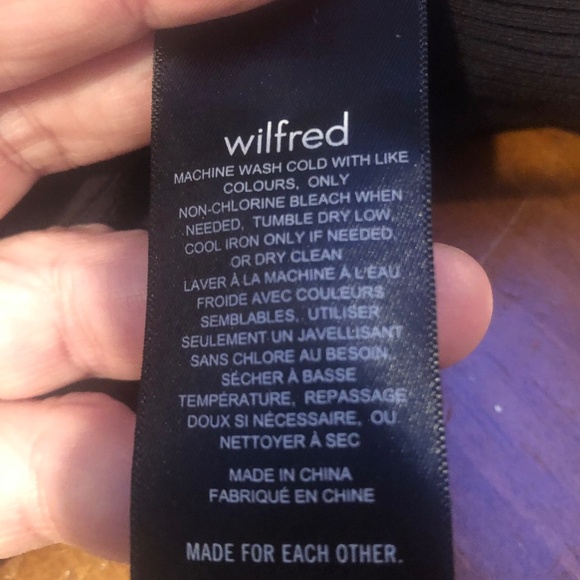 wilfred
MACHINE WASH COLD WITH LIKE
COLOURS, ONLY
NON-CHLORINE BLEACH WHEN
NEEDED, TUMBLE DRY LOW,
COOL IRON ONLY IF NEEDED,
OR DRY CLEAN
LAVER À LA MACHINE À L'EAU
FROIDE AVEC COULEURS
SEMBLABLES, UTILISER
SEULEMENT UN JAVELLISANT
SANS CHLORE AU BESOIN,
SÉCHER À BASSE
TEMPÉRATURE, REPASSAGE
DOUX SI NÉCESSAIRE, OU
NETTOYER À SEC
MADE IN CHINA
FABRIQUÉ EN CHINE
MADE FOR EACH OTHER.